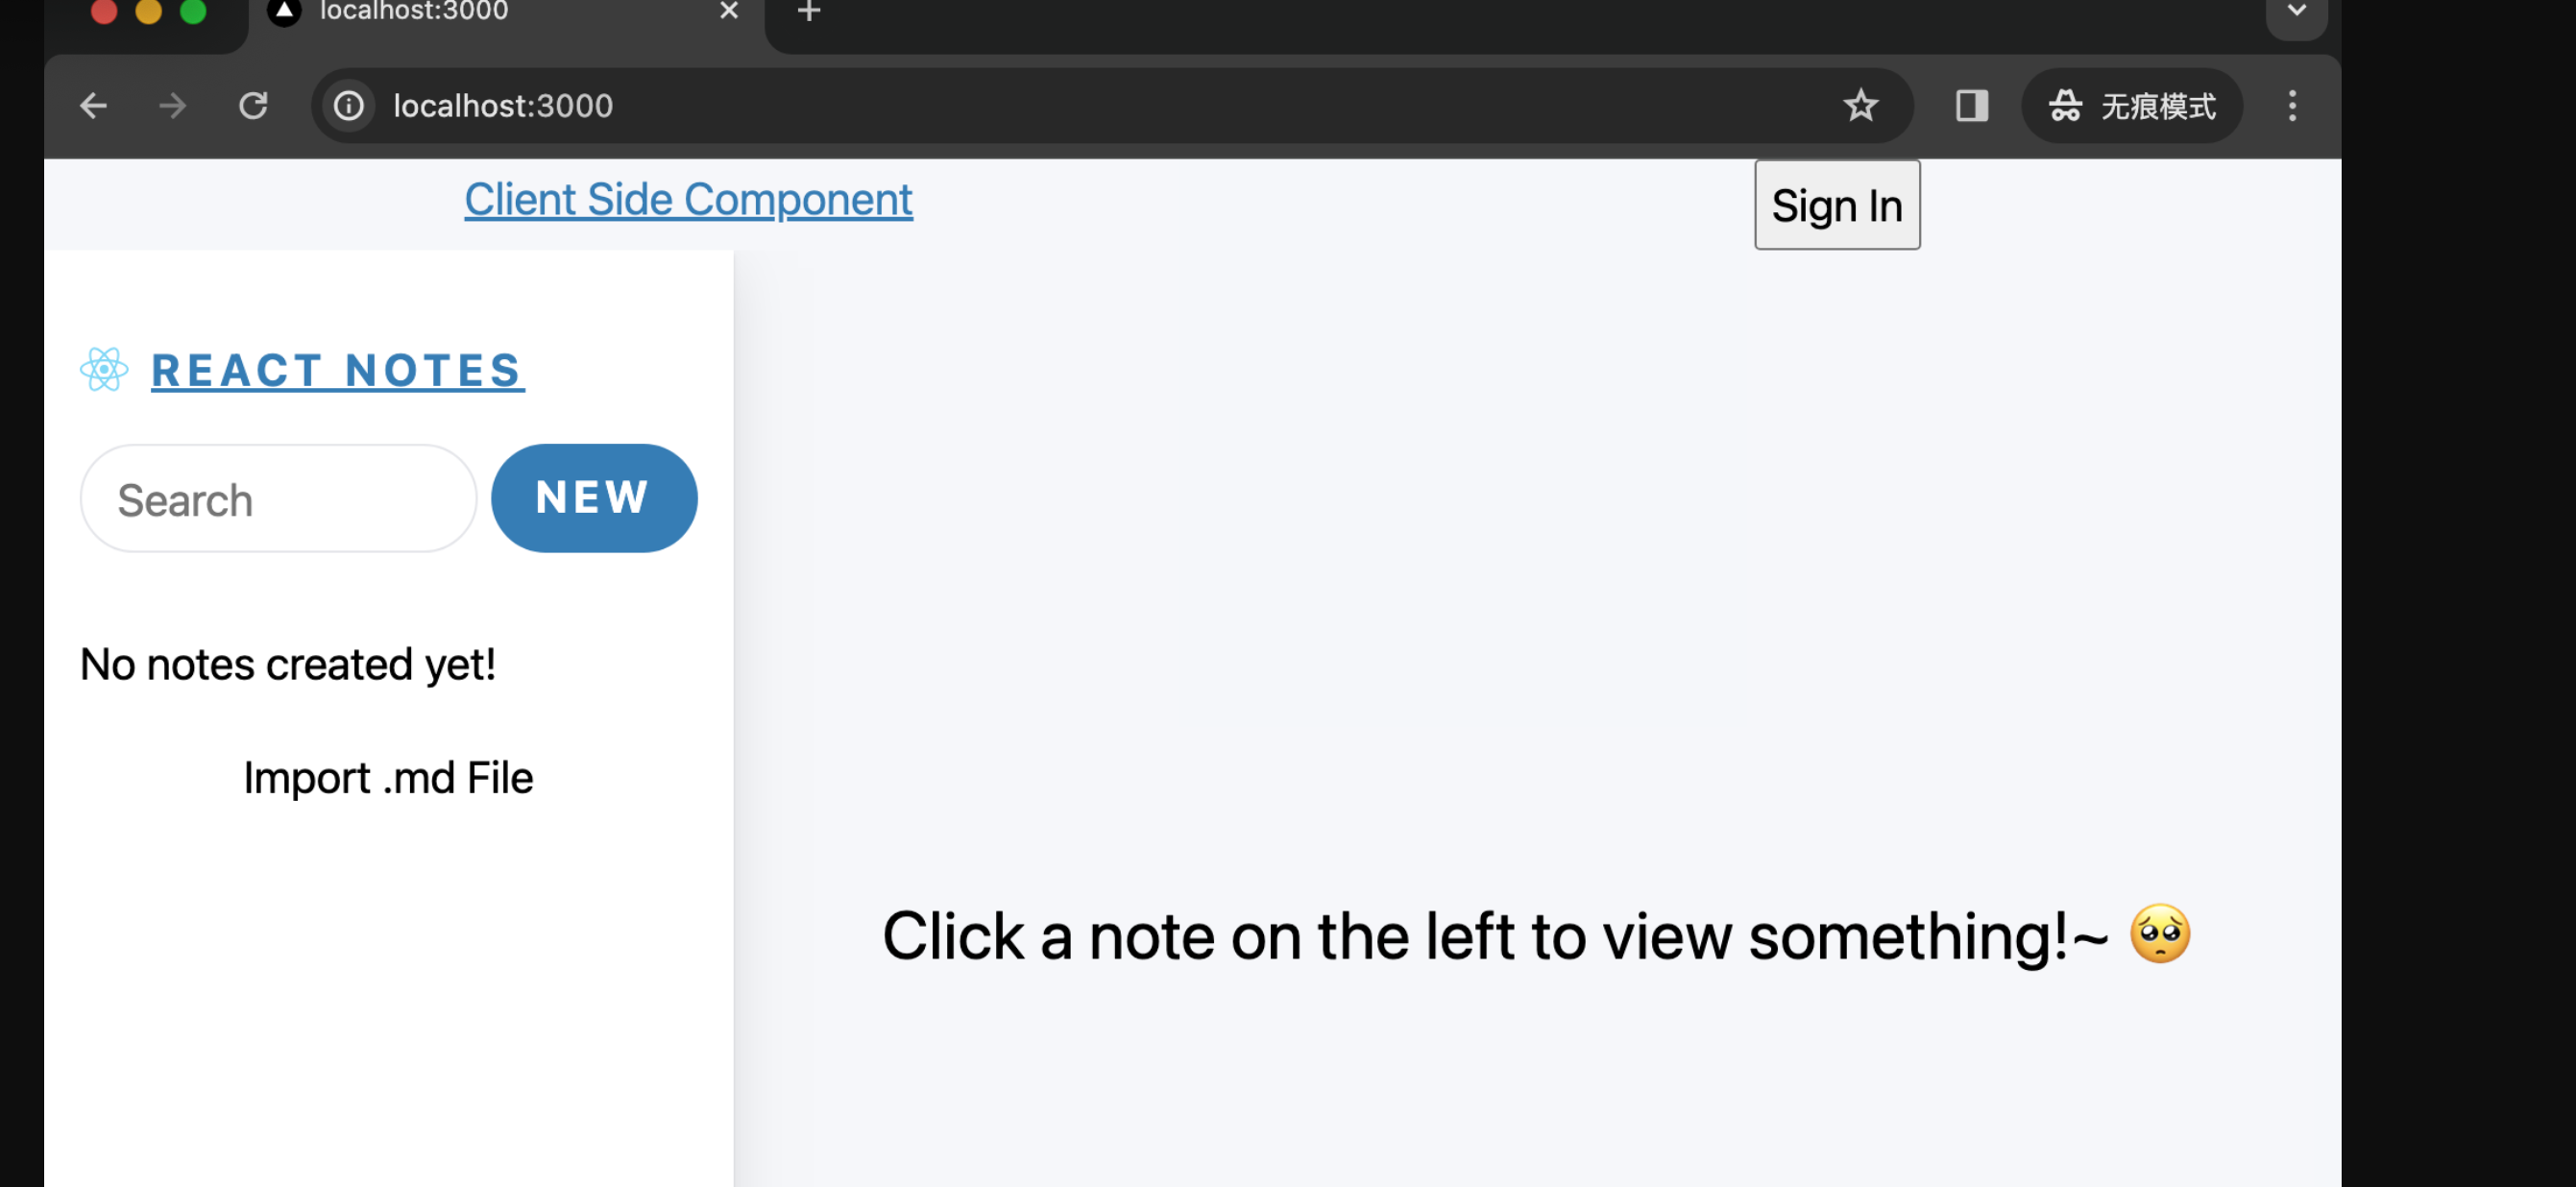 localhost:3000
localhost:3000
无痕模式
Client Side Component
Sign In
REACT NOTES
Search
NEW
No notes created yet!
Import .md File
Click a note on the left to view something!~ 🥺